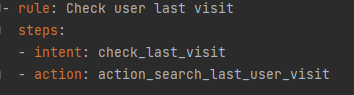 - rule: Check user last visit
steps:
- intent: check_last_visit
- action: action_search_last_user_visit